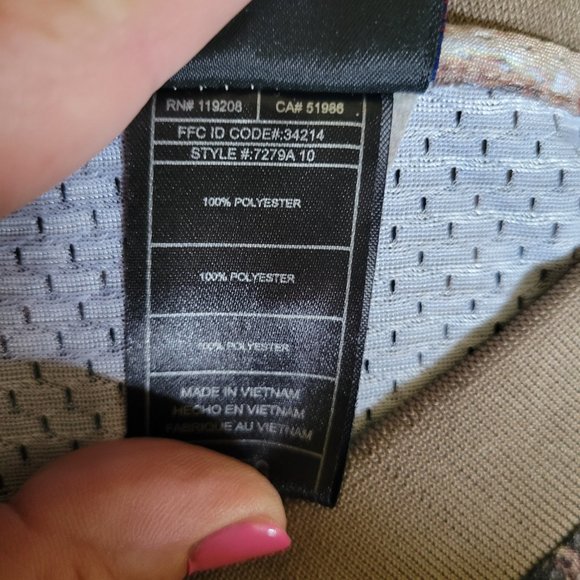 RN# 119208 CA# 51986
FFC ID CODE#:34214
STYLE #:7279A 10
100% POLYESTER
100% POLYESTER
100% POLYESTER
MADE IN VIETNAM
HECHO EN VIETNAM
FABRIQUE AU VIETNAM